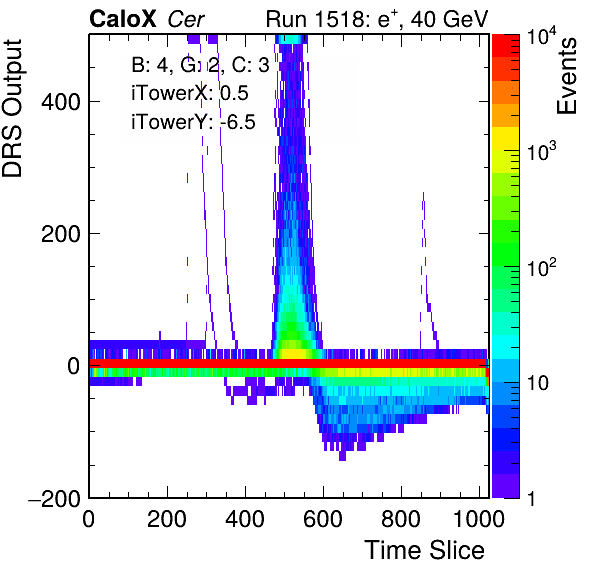 CaloX Cer
Run 1518: e⁺, 40 GeV
B: 4, G: 2, C: 3
iTowerX: 0.5
iTowerY: -6.5
DRS Output
400
200
0
−200
0 200 400 600 800 1000
Time Slice
Events
10⁴
10³
10²
10
1